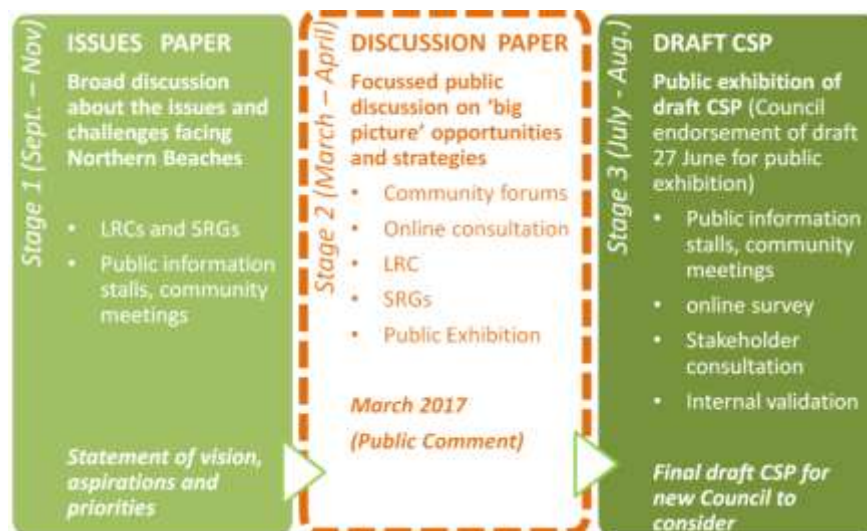 Stage 1 (Sept. – Nov)
ISSUES PAPER
Broad discussion
about the issues and
challenges facing
Northern Beaches
• LRCs and SRGs
• Public information
stalls, community
meetings
Statement of vision,
aspirations and
priorities
Stage 2 (March – April)
DISCUSSION PAPER
Focussed public
discussion on ‘big
picture’ opportunities
and strategies
• Community forums
• Online consultation
• LRC
• SRGs
• Public Exhibition
March 2017
(Public Comment)
Stage 3 (July - Aug.)
DRAFT CSP
Public exhibition of
draft CSP (Council
endorsement of draft
27 June for public
exhibition)
• Public information
stalls, community
meetings
• online survey
• Stakeholder
consultation
• Internal validation
Final draft CSP for
new Council to
consider